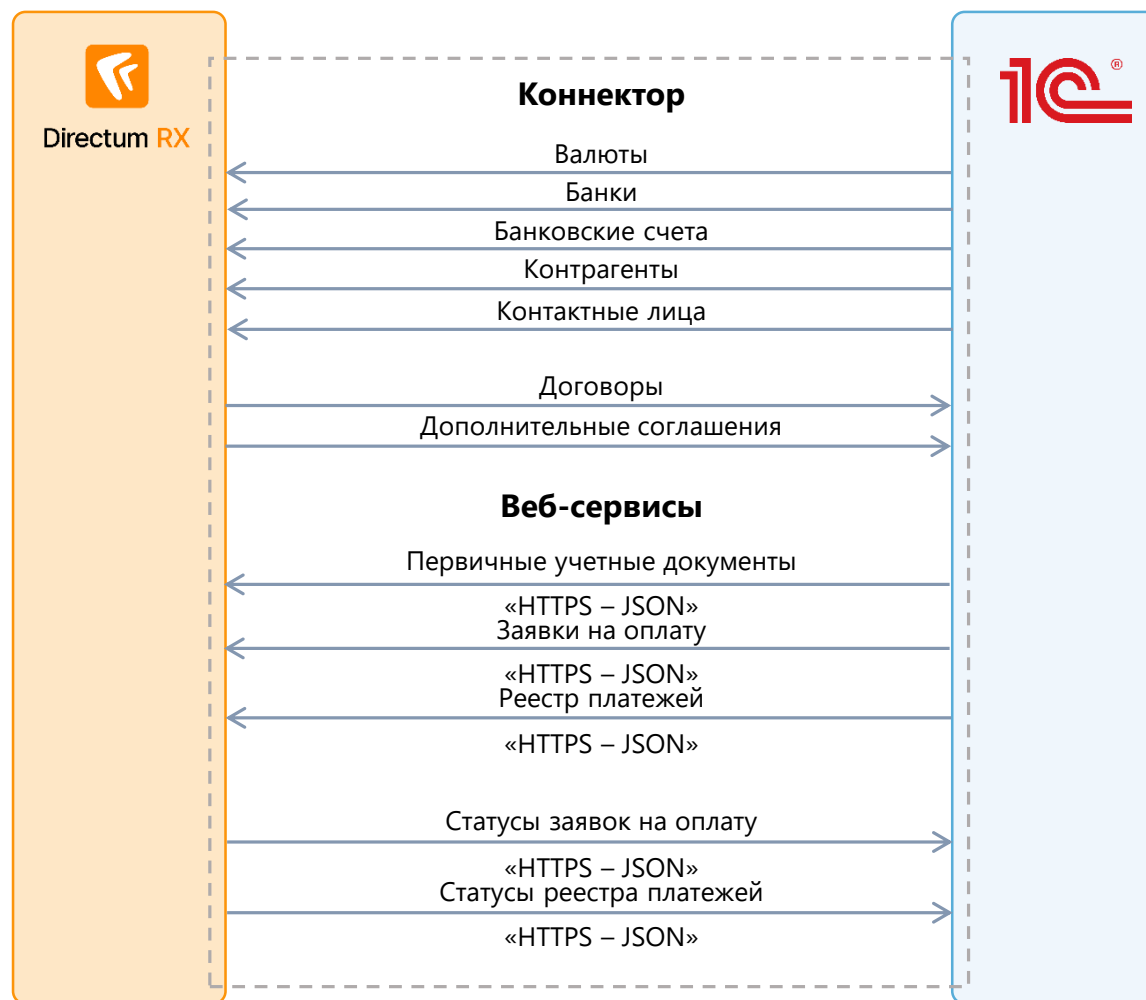 Directum RX
1С®
Коннектор
Валюты
Банки
Банковские счета
Контрагенты
Контактные лица
Договоры
Дополнительные соглашения
Веб-сервисы
Первичные учетные документы
«HTTPS – JSON»
Заявки на оплату
«HTTPS – JSON»
Реестр платежей
«HTTPS – JSON»
Статусы заявок на оплату
«HTTPS – JSON»
Статусы реестра платежей
«HTTPS – JSON»